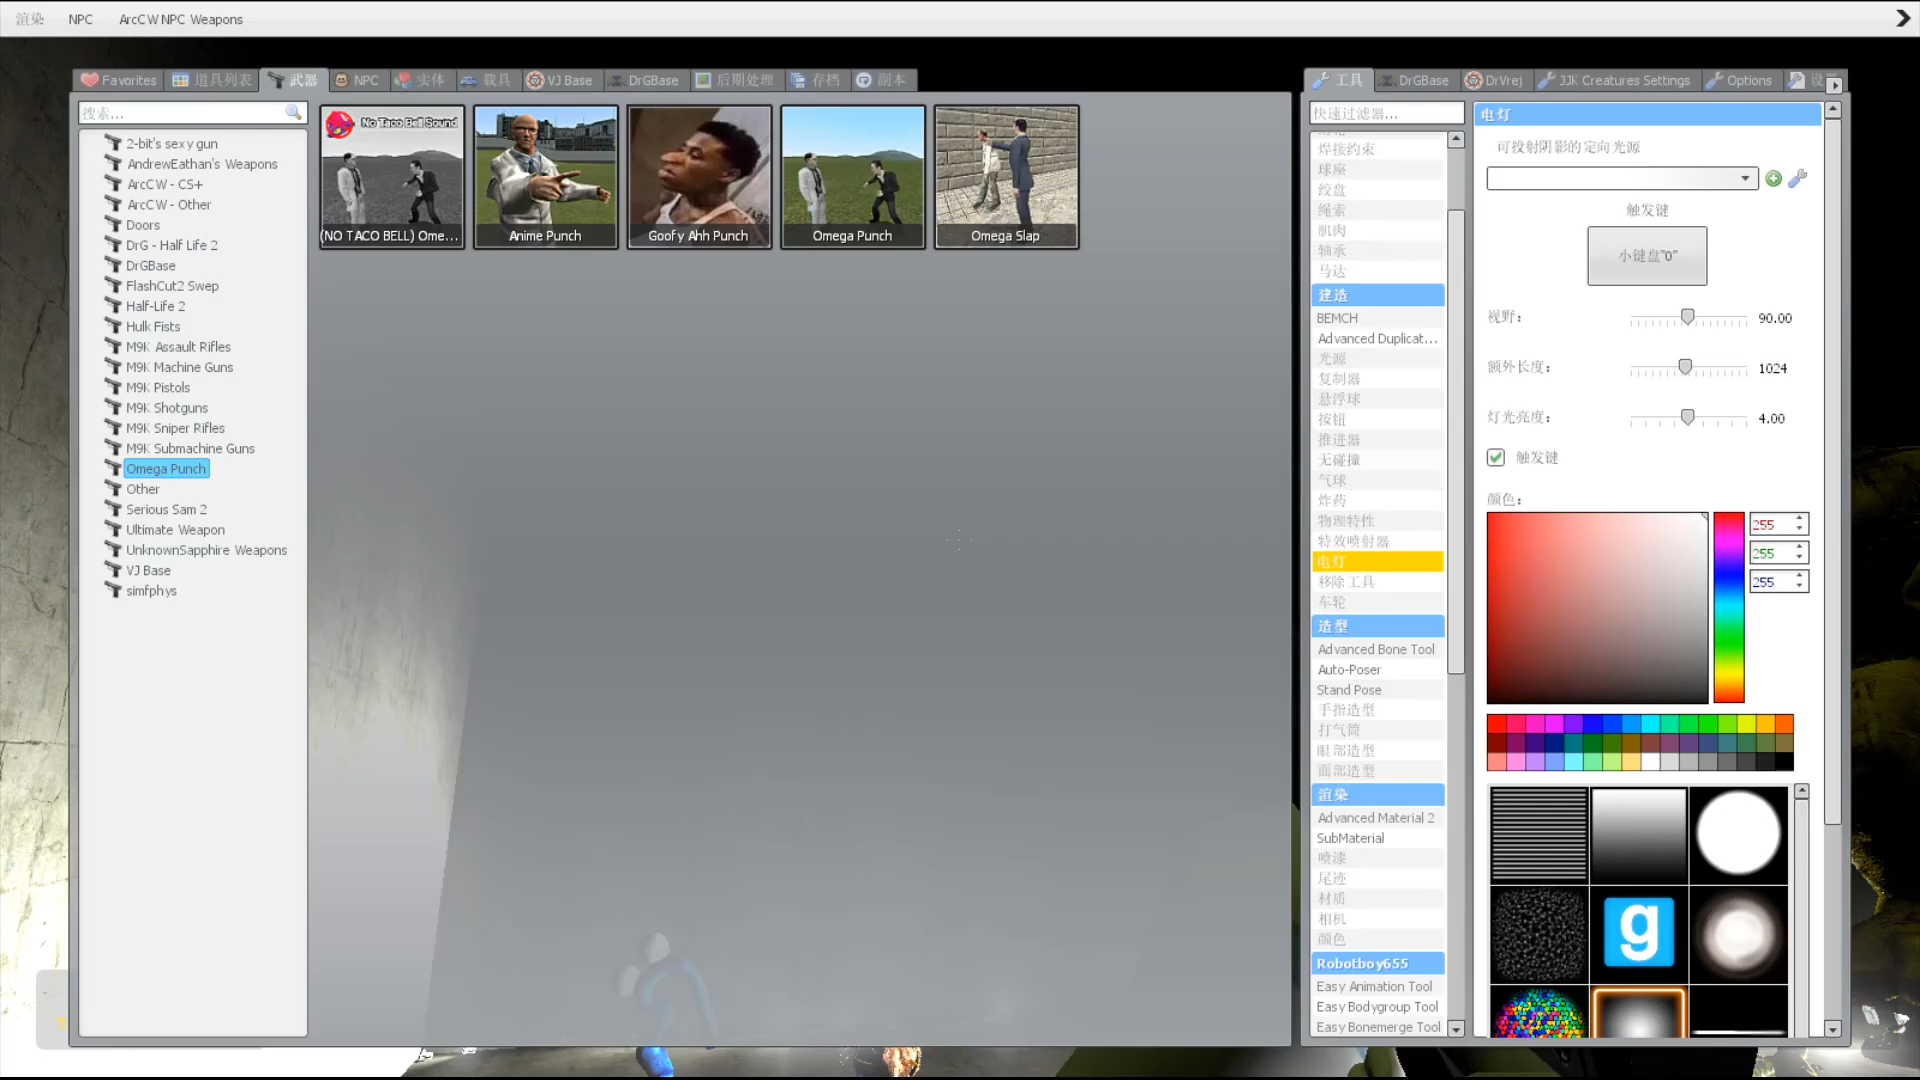 渲染 NPC ArcCW NPC Weapons
Favorites 道具列表 武器 NPC 实体 载具 VJ Base DrGBase 后期处理 存档 副本
搜索...
2-bit's sexy gun
AndrewEathan's Weapons
ArcCW - CS+
ArcCW - Other
Doors
DrG - Half Life 2
DrGBase
FlashCut2 Swep
Half-Life 2
Hulk Fists
M9K Assault Rifles
M9K Machine Guns
M9K Pistols
M9K Shotguns
M9K Sniper Rifles
M9K Submachine Guns
Omega Punch
Other
Serious Sam 2
Ultimate Weapon
UnknownSapphire Weapons
VJ Base
simfphys
No Taco Bell Sound
(NO TACO BELL) Ome...
Anime Punch
Goofy Ahh Punch
Omega Punch
Omega Slap
工具 DrGBase DrVrej JJK Creatures Settings Options 设
快速过滤器...
焊接约束
球座
绞盘
绳索
肌肉
轴承
马达
建造
BEMCH
Advanced Duplicat...
光源
复制器
悬浮球
按钮
推进器
无碰撞
气球
炸药
物理特性
特效喷射器
电灯
移除工具
车轮
造型
Advanced Bone Tool
Auto-Poser
Stand Pose
手指造型
打气筒
眼部造型
面部造型
渲染
Advanced Material 2
SubMaterial
喷漆
尾迹
材质
相机
颜色
Robotboy655
Easy Animation Tool
Easy Bodygroup Tool
Easy Bonemerge Tool
电灯
可投射阴影的定向光源
触发键
小键盘"0"
视野: 90.00
额外长度: 1024
灯光亮度: 4.00
触发键
颜色:
255
255
255
g